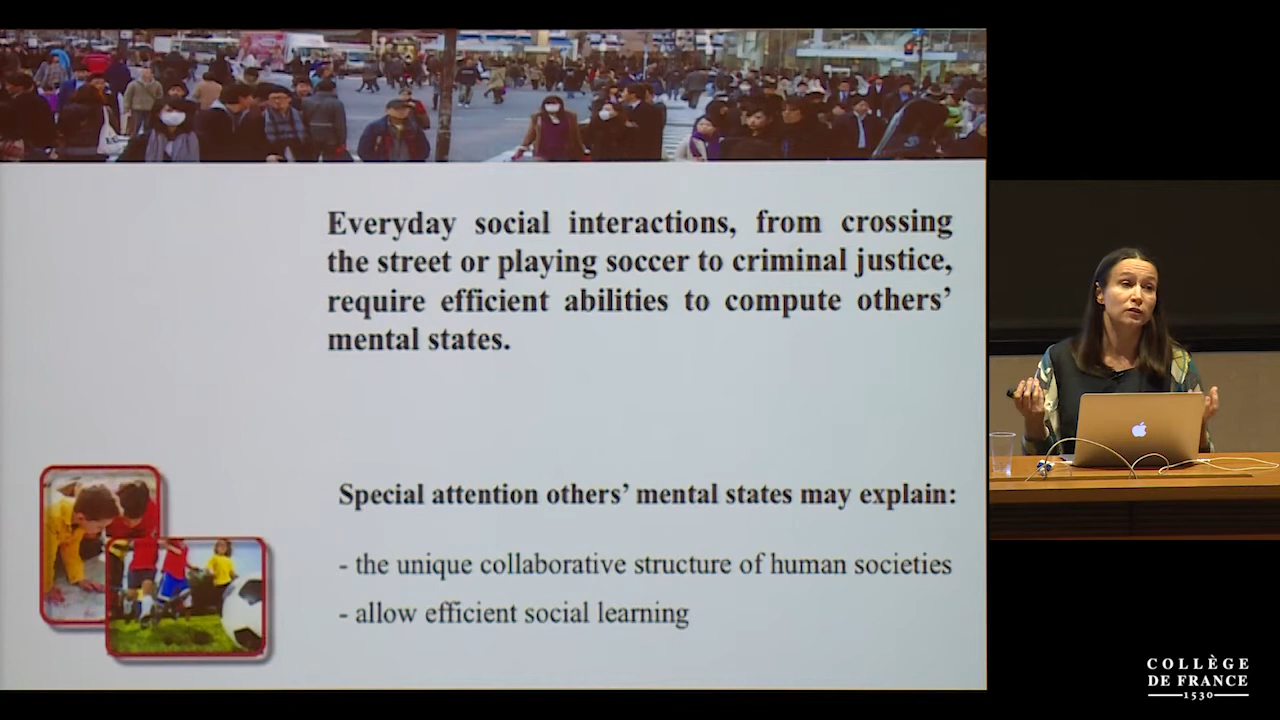 Everyday social interactions, from crossing
the street or playing soccer to criminal justice,
require efficient abilities to compute others’
mental states.
Special attention others’ mental states may explain:
- the unique collaborative structure of human societies
- allow efficient social learning
COLLÈGE
DE FRANCE
1530